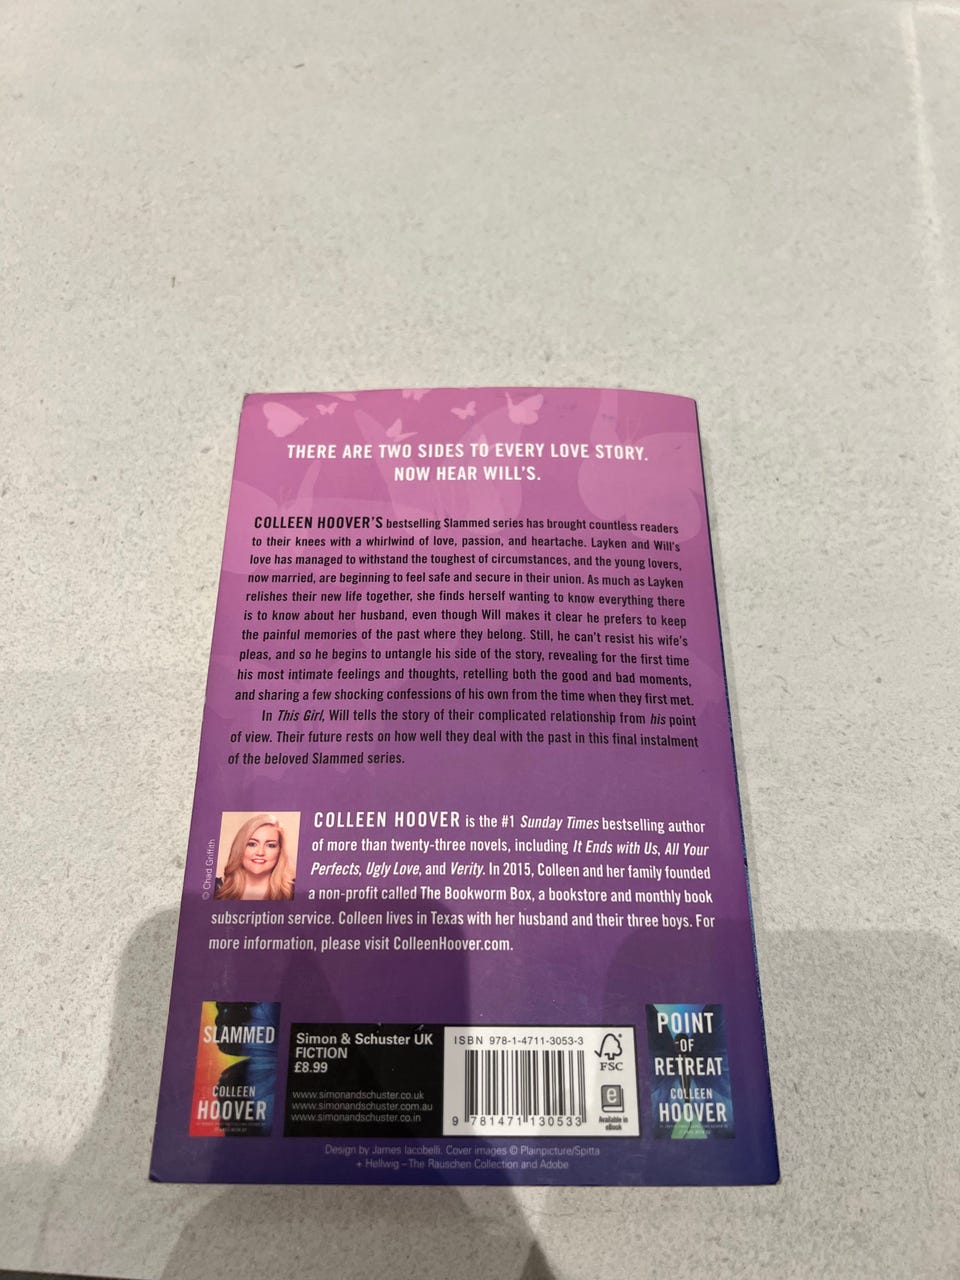 THERE ARE TWO SIDES TO EVERY LOVE STORY.
NOW HEAR WILL'S.
COLLEEN HOOVER'S bestselling Slammed series has brought countless readers
to their knees with a whirlwind of love, passion, and heartache. Layken and Will's
love has managed to withstand the toughest of circumstances, and the young lovers,
now married, are beginning to feel safe and secure in their union. As much as Layken
relishes their new life together, she finds herself wanting to know everything there
is to know about her husband, even though Will makes it clear he prefers to keep
the painful memories of the past where they belong. Still, he can't resist his wife's
pleas, and so he begins to untangle his side of the story, revealing for the first time
his most intimate feelings and thoughts, retelling both the good and bad moments,
and sharing a few shocking confessions of his own from the time when they first met.
In This Girl, Will tells the story of their complicated relationship from his point
of view. Their future rests on how well they deal with the past in this final instalment
of the beloved Slammed series.
© Chad Griffith
COLLEEN HOOVER is the #1 Sunday Times bestselling author
of more than twenty-three novels, including It Ends with Us, All Your
Perfects, Ugly Love, and Verity. In 2015, Colleen and her family founded
a non-profit called The Bookworm Box, a bookstore and monthly book
subscription service. Colleen lives in Texas with her husband and their three boys. For
more information, please visit ColleenHoover.com.
SLAMMED
COLLEEN
HOOVER
Simon & Schuster UK
FICTION
£8.99
www.simonandschuster.co.uk
www.simonandschuster.com.au
www.simonandschuster.co.in
ISBN 978-1-4711-3053-3
9 781471 130533
FSC
e
Available in
eBook
POINT
OF
RETREAT
COLLEEN
HOOVER
Design by James Iacobelli. Cover images © Plainpicture/Spitta
+ Hellwig – The Rauschen Collection and Adobe